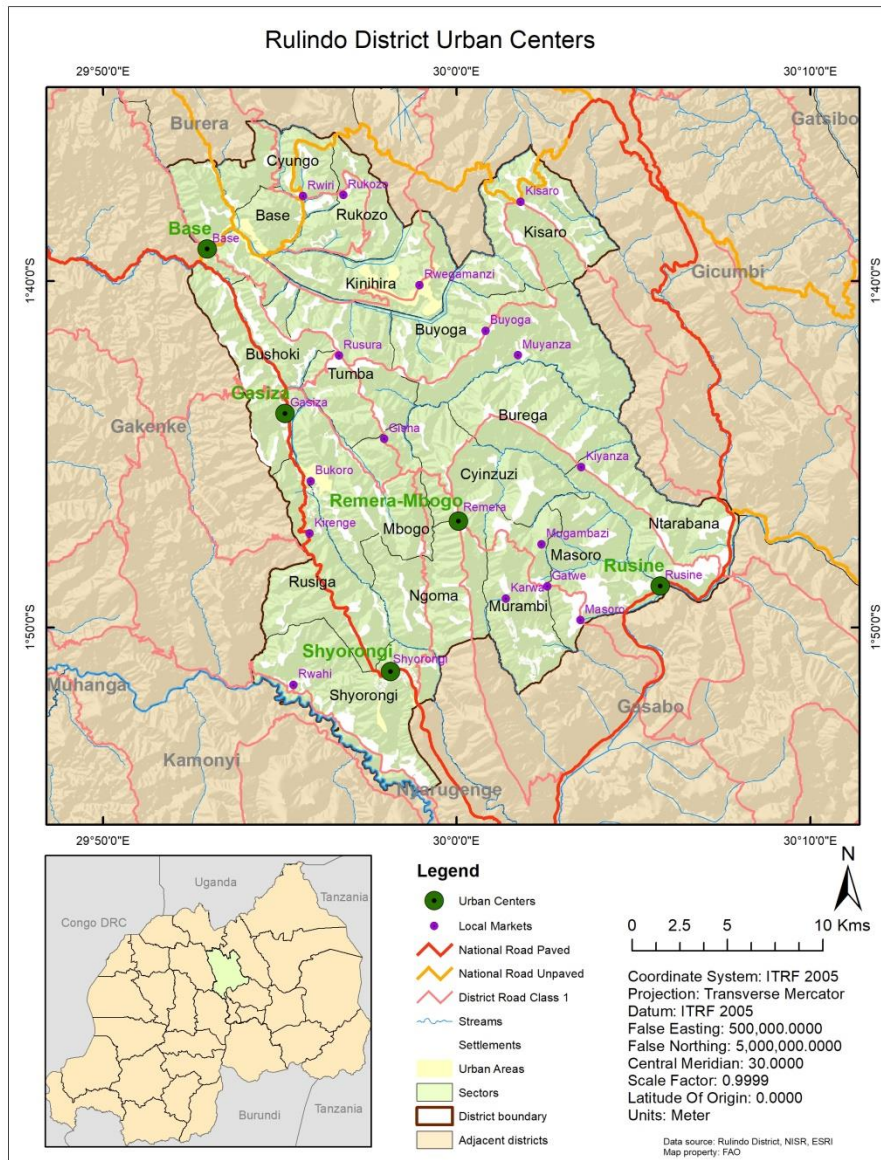 Rulindo District Urban Centers
29°50'0"E
30°0'0"E
30°10'0"E
Burera
Gatsibo
Cyungo
Rwiri
Rukozo
Kisaro
Base
Rukozo
Base
Base
Kisaro
Gicumbi
1°40'0"S
1°40'0"S
Kinihira
Rwegamanzi
Buyoga
Buyoga
Bushoki
Rusura
Muyanza
Tumba
Gasiza
Gasiza
Burega
Gakenke
Gisha
Cyinzuzi
Kiyanza
Bukoro
Remera-Mbogo
Remera
Ntarabana
Mbogo
Kirenge
Mugambazi
Masoro
Rusine
Rusine
Rusiga
Gatwe
Karwa
Ngoma
Murambi
Masoro
1°50'0"S
1°50'0"S
Shyorongi
Shyorongi
Muhanga
Rwahi
Shyorongi
Gasabo
Kamonyi
Nyarugenge
29°50'0"E
30°0'0"E
30°10'0"E
Uganda
Tanzania
Congo DRC
Burundi
Tanzania
Legend
Urban Centers
Local Markets
National Road Paved
National Road Unpaved
District Road Class 1
Streams
Settlements
Urban Areas
Sectors
District boundary
Adjacent districts
N
0 2.5 5 10 Kms
Coordinate System: ITRF 2005
Projection: Transverse Mercator
Datum: ITRF 2005
False Easting: 500,000.0000
False Northing: 5,000,000.0000
Central Meridian: 30.0000
Scale Factor: 0.9999
Latitude Of Origin: 0.0000
Units: Meter
Data source: Rulindo District, NISR, ESRI
Map property: FAO